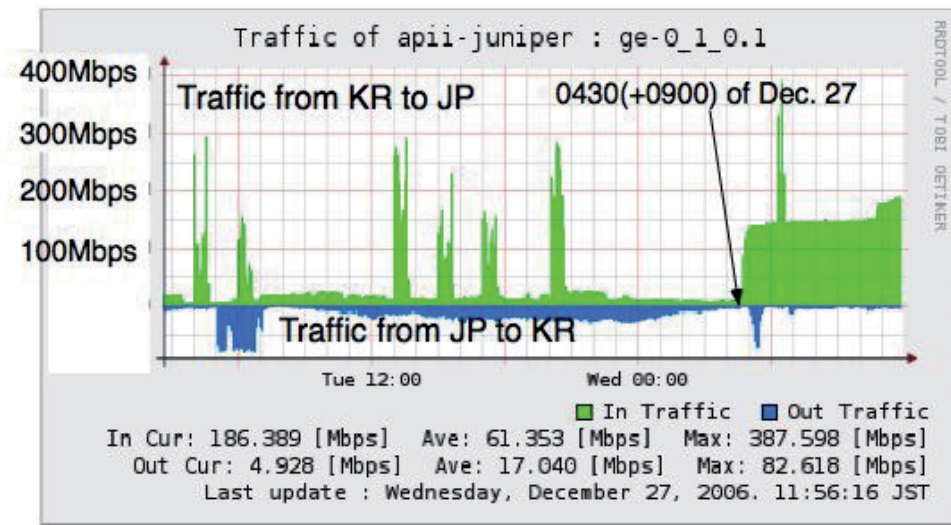 Traffic of apii-juniper : ge-0_1_0.1
400Mbps
Traffic from KR to JP
0430(+0900) of Dec. 27
300Mbps
200Mbps
100Mbps
Traffic from JP to KR
Tue 12:00 Wed 00:00
In Traffic Out Traffic
In Cur: 186.389 [Mbps] Ave: 61.353 [Mbps] Max: 387.598 [Mbps]
Out Cur: 4.928 [Mbps] Ave: 17.040 [Mbps] Max: 82.618 [Mbps]
Last update : Wednesday, December 27, 2006. 11:56:16 JST
RRDTOOL / TOBI OETIKER